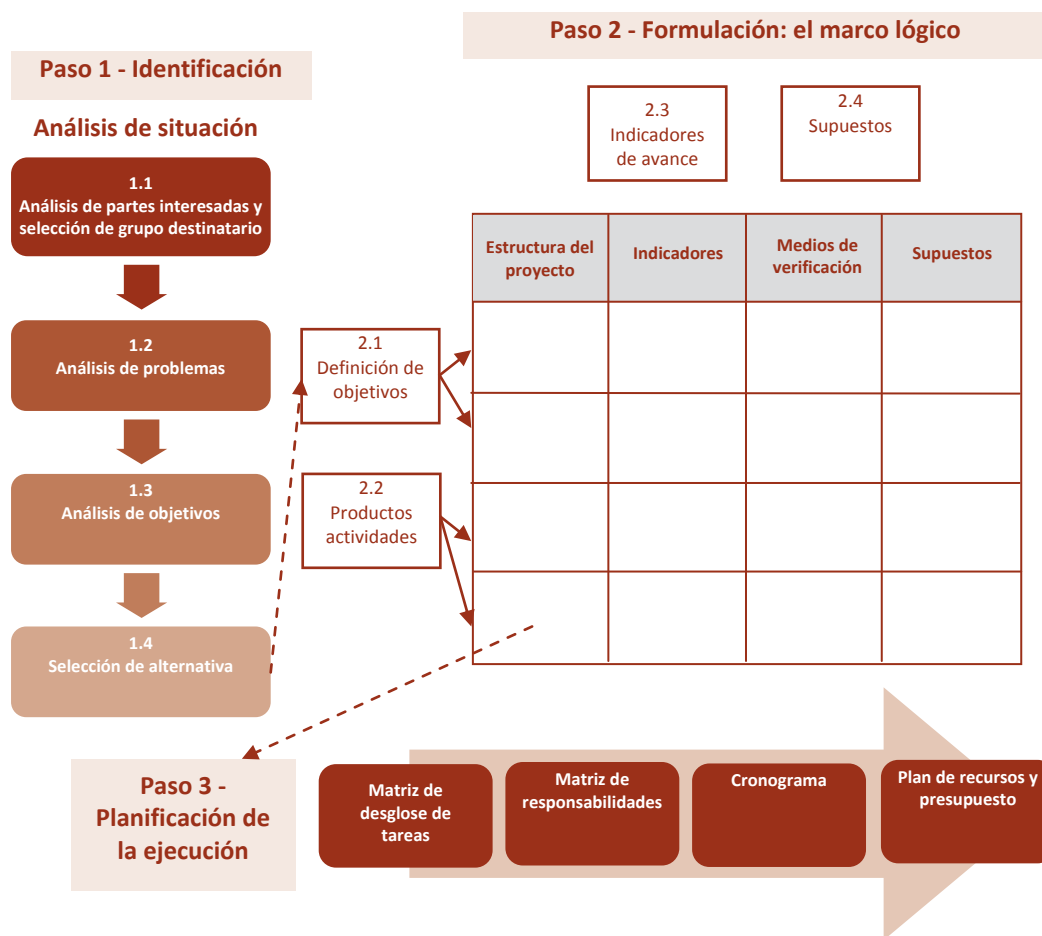 Paso 1 - Identificación
Análisis de situación
1.1
Análisis de partes interesadas y
selección de grupo destinatario
1.2
Análisis de problemas
1.3
Análisis de objetivos
1.4
Selección de alternativa
Paso 2 - Formulación: el marco lógico
2.3
Indicadores
de avance
2.4
Supuestos
Estructura del
proyecto
Indicadores
Medios de
verificación
Supuestos
2.1
Definición de
objetivos
2.2
Productos
actividades
Paso 3 -
Planificación de
la ejecución
Matriz de
desglose de
tareas
Matriz de
responsabilidades
Cronograma
Plan de recursos y
presupuesto